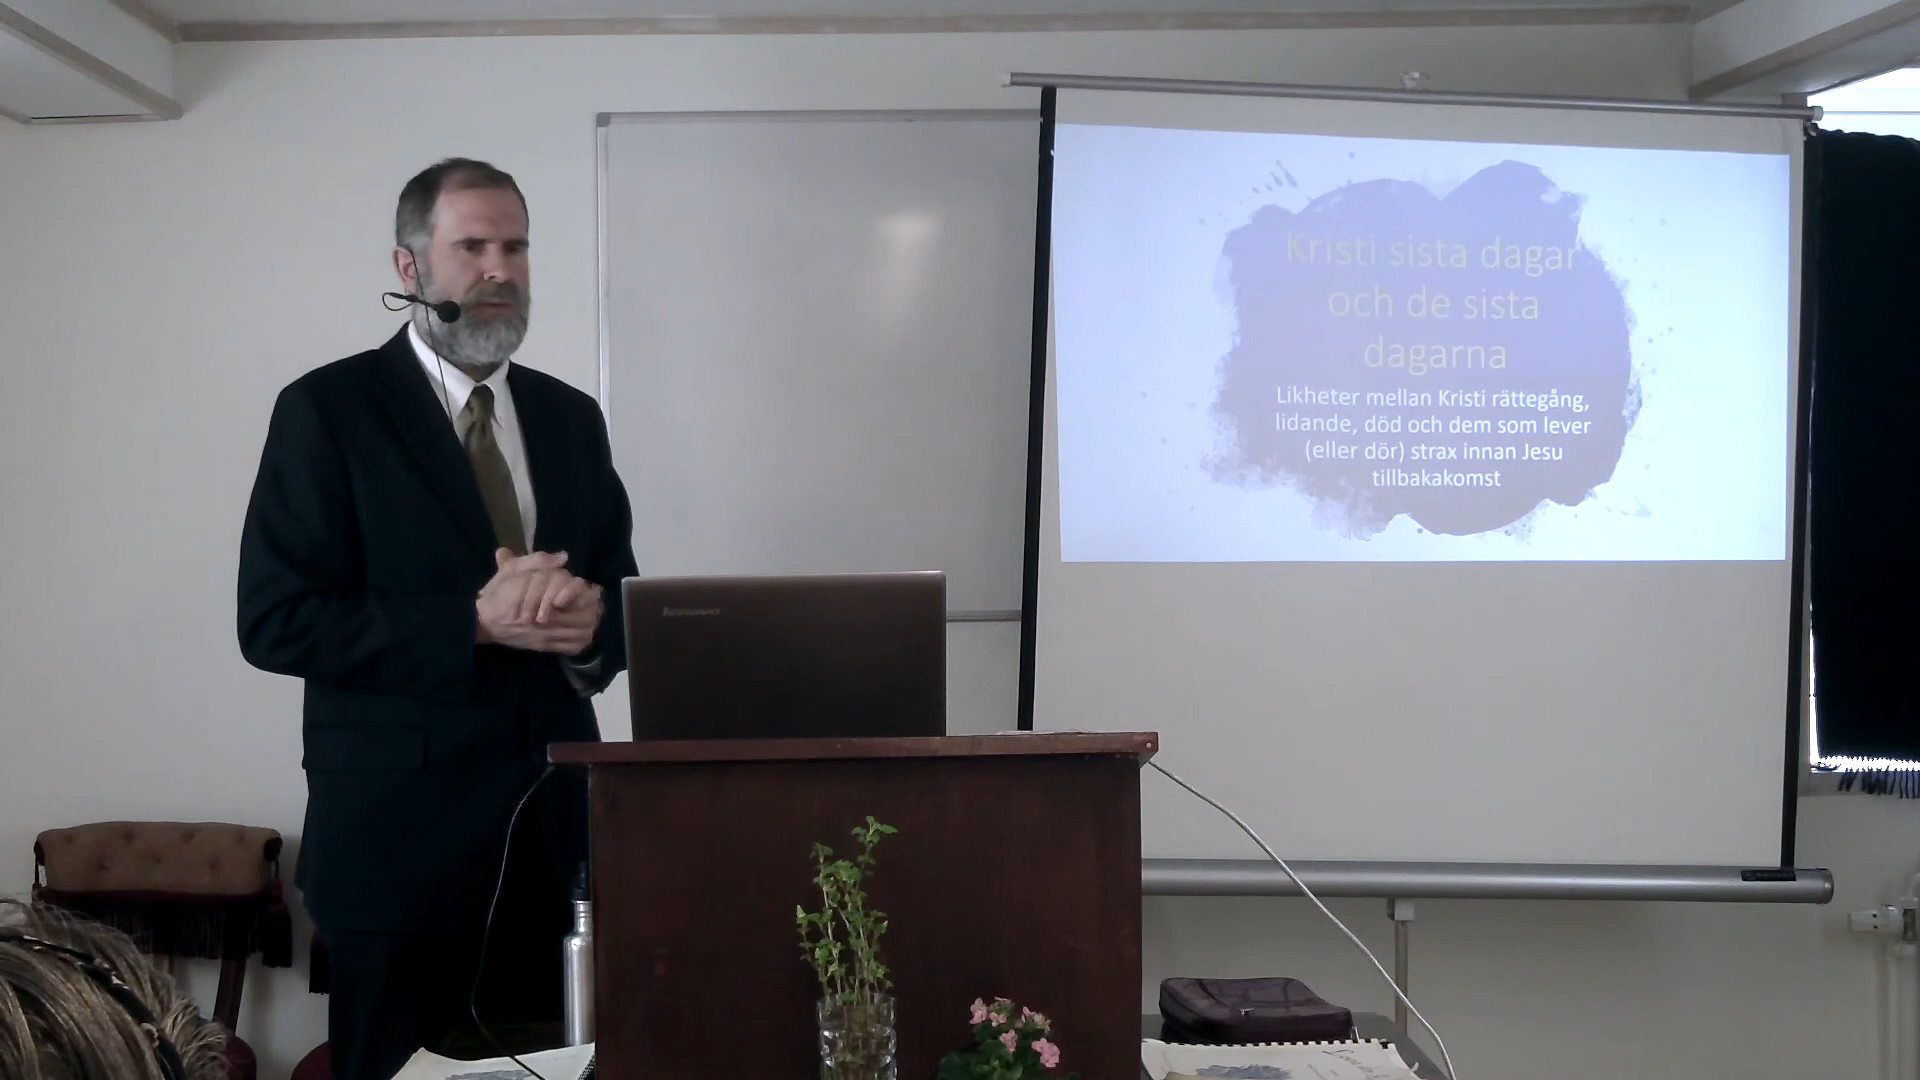 Kristi sista dagar
och de sista
dagarna
Likheter mellan Kristi rättegång,
lidande, död och dem som lever
(eller dör) strax innan Jesu
tillbakakomst
lenovo